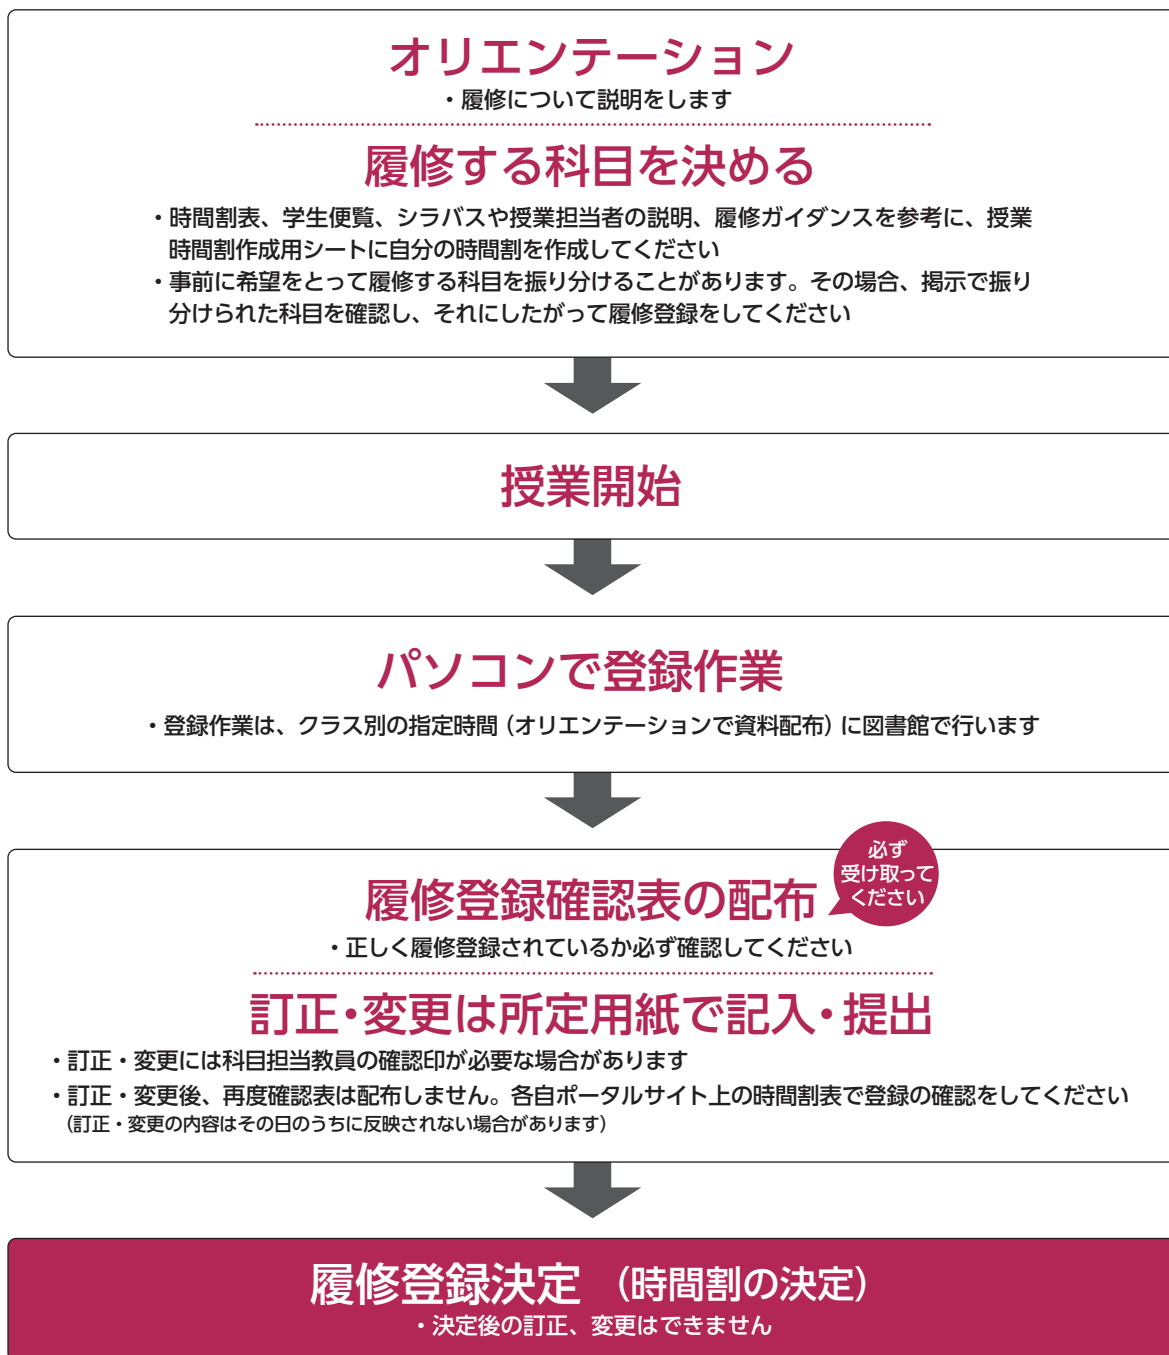 オリエンテーション
・履修について説明をします
履修する科目を決める
・時間割表、学生便覧、シラバスや授業担当者の説明、履修ガイダンスを参考に、授業
時間割作成用シートに自分の時間割を作成してください
・事前に希望をとって履修する科目を振り分けることがあります。その場合、掲示で振り
分けられた科目を確認し、それにしたがって履修登録をしてください
授業開始
パソコンで登録作業
・登録作業は、クラス別の指定時間（オリエンテーションで資料配布）に図書館で行います
必ず
受け取って
ください
履修登録確認表の配布
・正しく履修登録されているか必ず確認してください
訂正・変更は所定用紙で記入・提出
・訂正・変更には科目担当教員の確認印が必要な場合があります
・訂正・変更後、再度確認表は配布しません。各自ポータルサイト上の時間割表で登録の確認をしてください
（訂正・変更の内容はその日のうちに反映されない場合があります）
履修登録決定 （時間割の決定）
・決定後の訂正、変更はできません